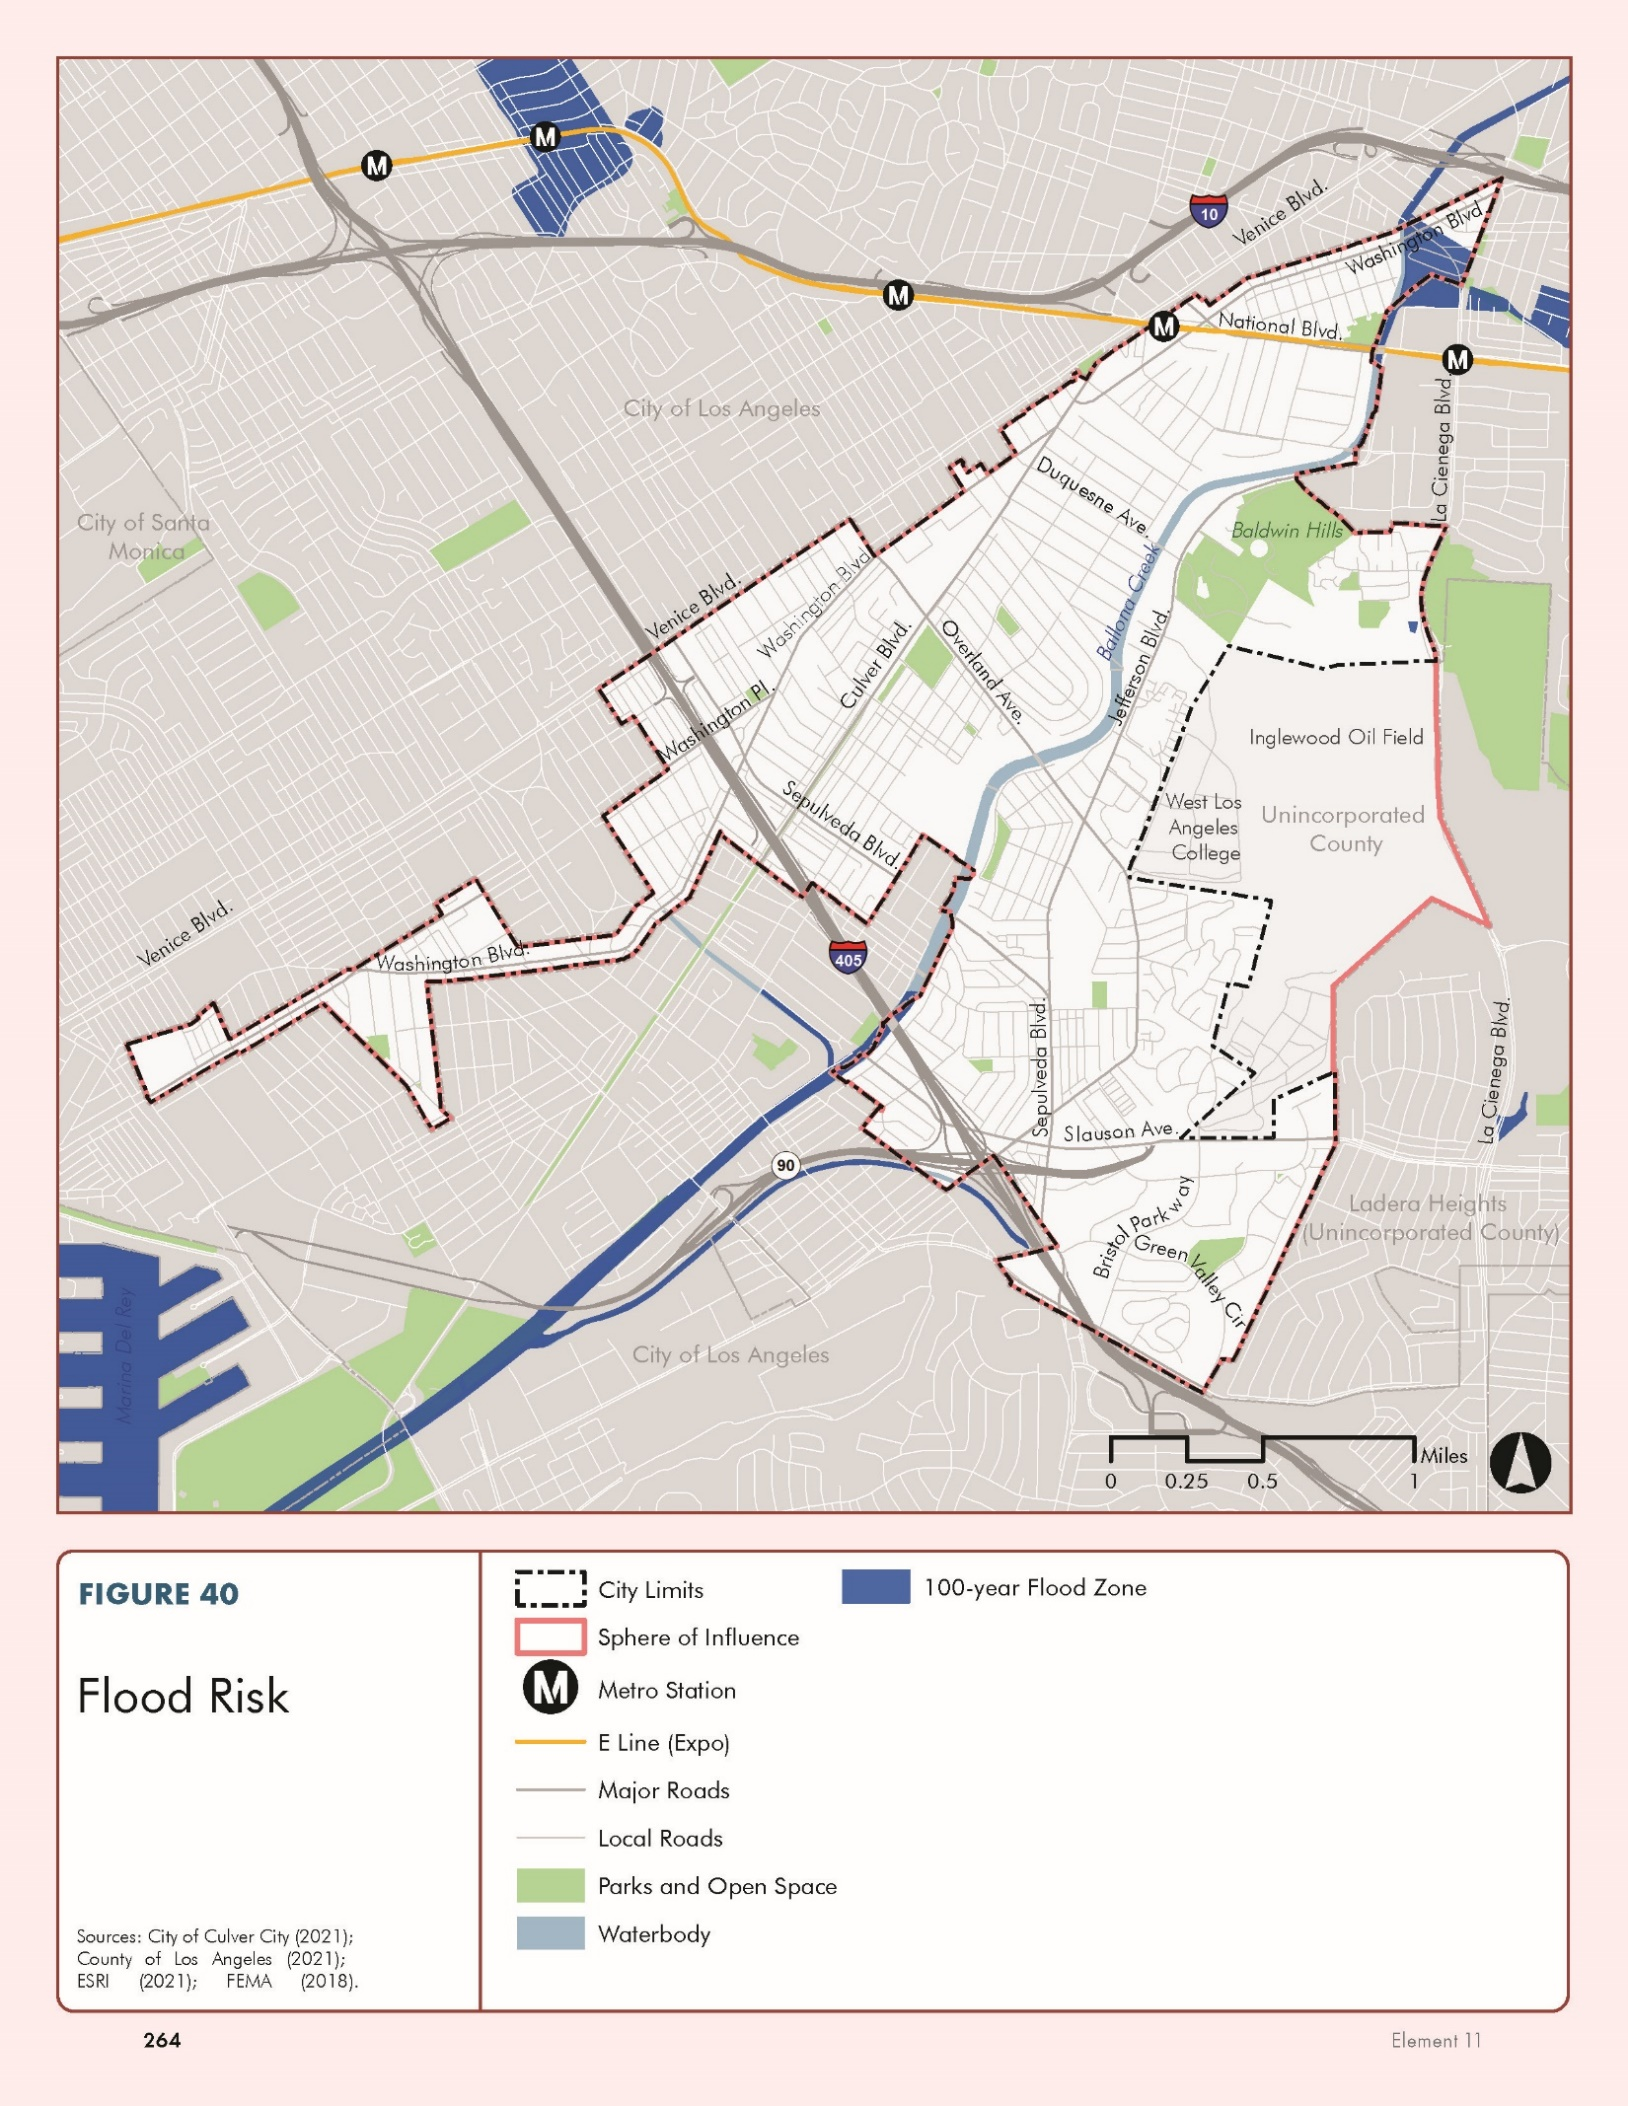 M
M
10
Venice Blvd.
Washington Blvd.
M
M
National Blvd.
M
City of Los Angeles
La Cienega Blvd.
Duquesne Ave.
City of Santa
Monica
Baldwin Hills
Ballona Creek
Venice Blvd.
Washington Blvd.
Culver Blvd.
Overland Ave.
Jefferson Blvd.
Washington Pl.
Inglewood Oil Field
Sepulveda Blvd.
West Los
Angeles
College
Unincorporated
County
Venice Blvd.
Washington Blvd.
405
Sepulveda Blvd.
La Cienega Blvd.
Slauson Ave.
90
Bristol Parkway
Green Valley Cir
Ladera Heights
(Unincorporated County)
Marina Del Rey
City of Los Angeles
Miles
0 0.25 0.5 1
FIGURE 40
Flood Risk
Sources: City of Culver City (2021);
County of Los Angeles (2021);
ESRI (2021); FEMA (2018).
City Limits
Sphere of Influence
M Metro Station
E Line (Expo)
Major Roads
Local Roads
Parks and Open Space
Waterbody
100-year Flood Zone
264
Element 11